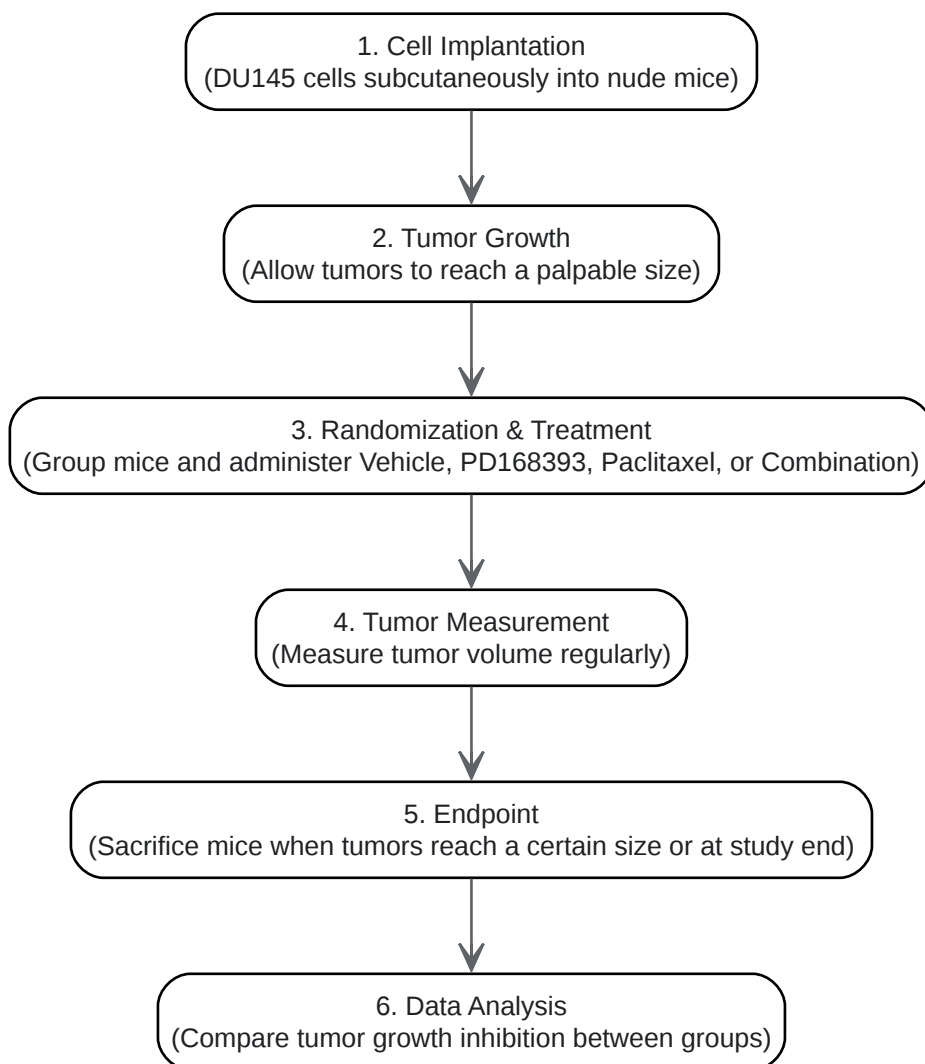 1. Cell Implantation
(DU145 cells subcutaneously into nude mice)
2. Tumor Growth
(Allow tumors to reach a palpable size)
3. Randomization & Treatment
(Group mice and administer Vehicle, PD168393, Paclitaxel, or Combination)
4. Tumor Measurement
(Measure tumor volume regularly)
5. Endpoint
(Sacrifice mice when tumors reach a certain size or at study end)
6. Data Analysis
(Compare tumor growth inhibition between groups)